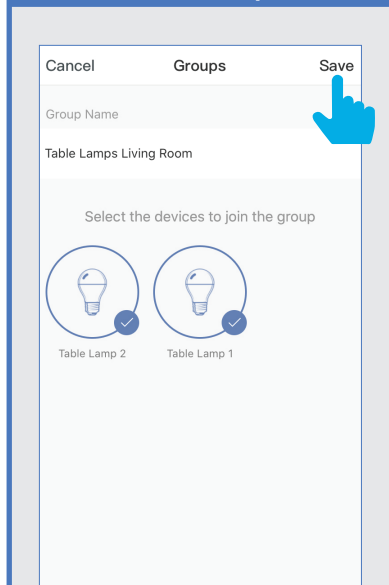 Cancel Groups Save
Group Name
Table Lamps Living Room
Select the devices to join the group
Table Lamp 2 Table Lamp 1